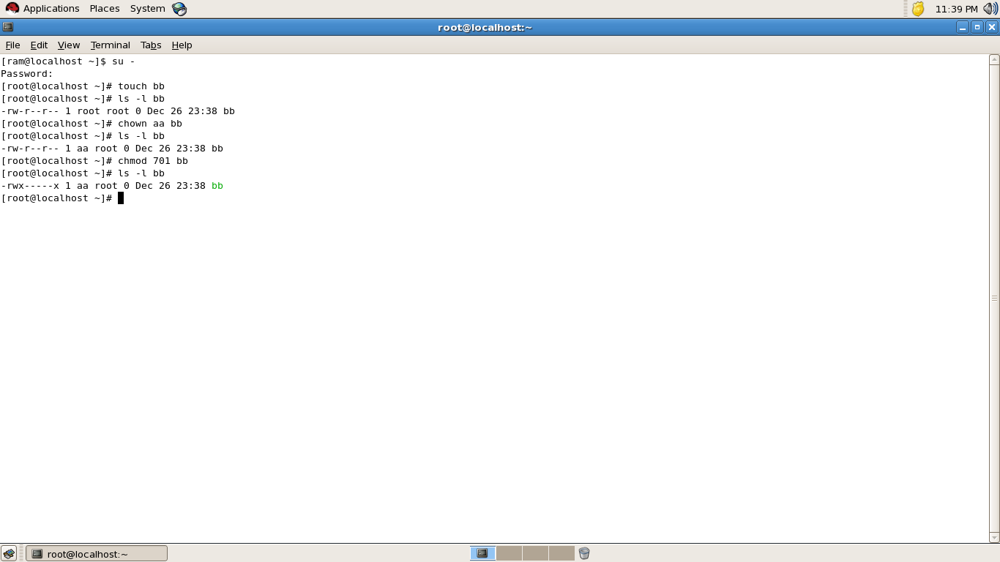 Applications Places System 11:39 PM
root@localhost:~
File Edit View Terminal Tabs Help
[ram@localhost ~]$ su -
Password:
[root@localhost ~]# touch bb
[root@localhost ~]# ls -l bb
-rw-r--r-- 1 root root 0 Dec 26 23:38 bb
[root@localhost ~]# chown aa bb
[root@localhost ~]# ls -l bb
-rw-r--r-- 1 aa root 0 Dec 26 23:38 bb
[root@localhost ~]# chmod 701 bb
[root@localhost ~]# ls -l bb
-rwx-----x 1 aa root 0 Dec 26 23:38 bb
[root@localhost ~]#
root@localhost:~